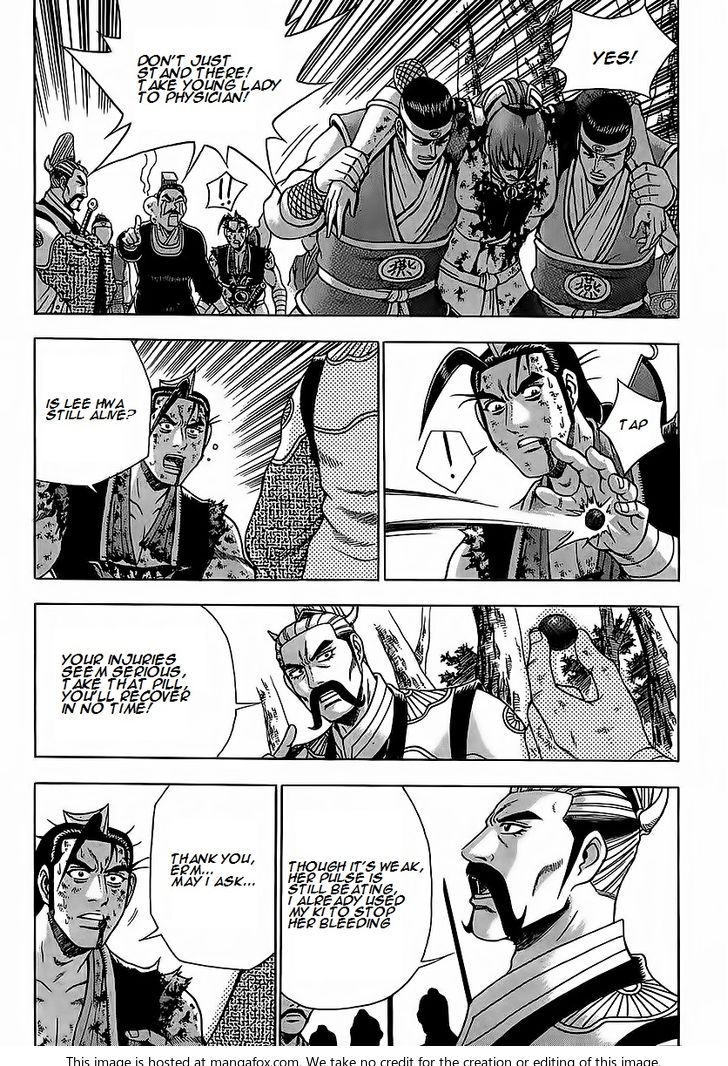 DON'T JUST
STAND THERE!
TAKE YOUNG LADY
TO PHYSICIAN!
YES!
!!
燕
燕
IS LEE HWA
STILL ALIVE?
!
TAP
YOUR INJURIES
SEEM SERIOUS,
TAKE THAT PILL,
YOU'LL RECOVER
IN NO TIME!
THANK YOU,
ERM...
MAY I ASK...
THOUGH IT'S WEAK,
HER PULSE IS
STILL BEATING,
I ALREADY USED
MY KI TO STOP
HER BLEEDING
This image is hosted at mangafox.com. We take no credit for the creation or editing of this image.